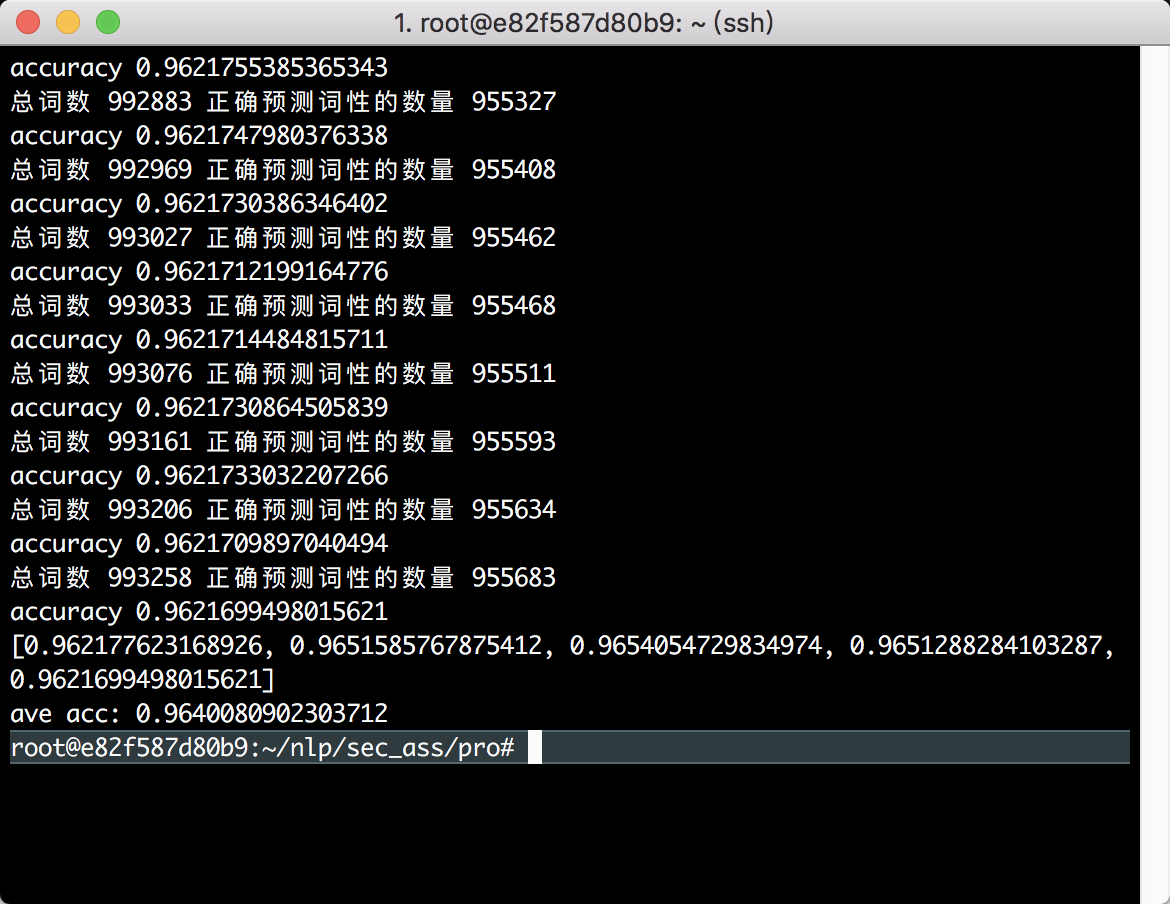 1. root@e82f587d80b9: ~ (ssh)
accuracy 0.9621755385365343
总词数 992883 正确预测词性的数量 955327
accuracy 0.9621747980376338
总词数 992969 正确预测词性的数量 955408
accuracy 0.9621730386346402
总词数 993027 正确预测词性的数量 955462
accuracy 0.9621712199164776
总词数 993033 正确预测词性的数量 955468
accuracy 0.9621714484815711
总词数 993076 正确预测词性的数量 955511
accuracy 0.9621730864505839
总词数 993161 正确预测词性的数量 955593
accuracy 0.9621733032207266
总词数 993206 正确预测词性的数量 955634
accuracy 0.9621709897040494
总词数 993258 正确预测词性的数量 955683
accuracy 0.9621699498015621
[0.962177623168926, 0.9651585767875412, 0.9654054729834974, 0.9651288284103287,
0.9621699498015621]
ave acc: 0.9640080902303712
root@e82f587d80b9:~/nlp/sec_ass/pro#